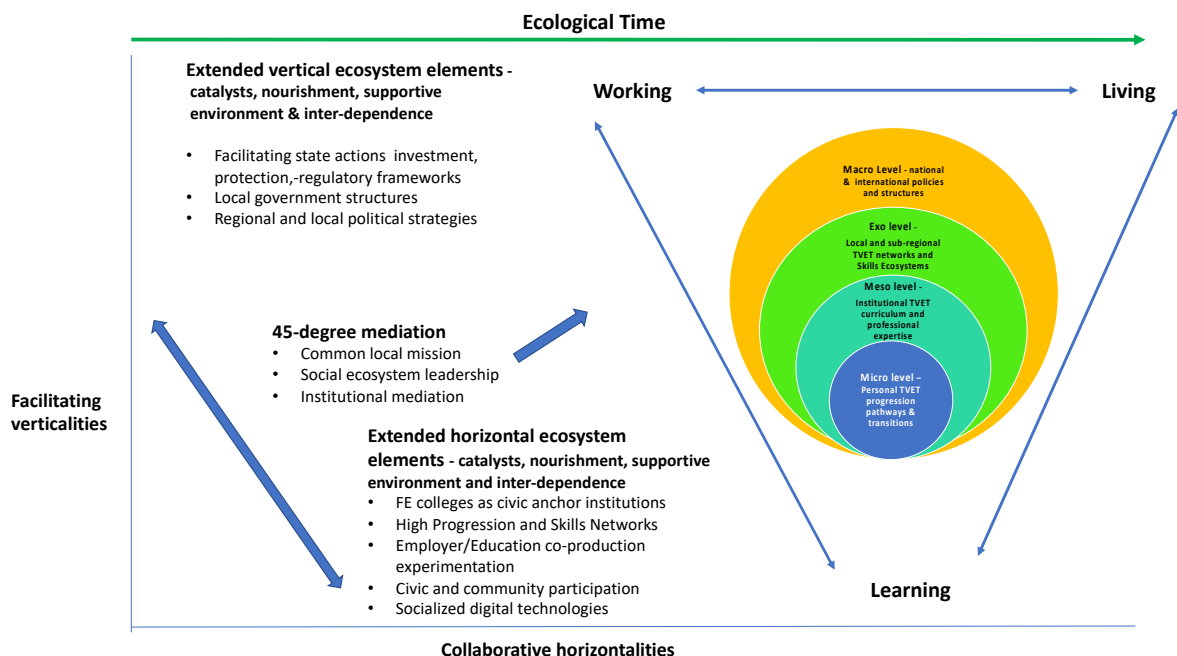 Ecological Time
Extended vertical ecosystem elements -
catalysts, nourishment, supportive
environment & inter-dependence
• Facilitating state actions investment,
protection,-regulatory frameworks
• Local government structures
• Regional and local political strategies
Working
Living
Macro Level - national
& international policies
and structures
Exo level -
Local and sub-regional
TVET networks and
Skills Ecosystems
Meso level -
Institutional TVET
curriculum and
professional
expertise
Micro level –
Personal TVET
progression
pathways &
transitions
45-degree mediation
• Common local mission
• Social ecosystem leadership
• Institutional mediation
Facilitating
verticalities
Extended horizontal ecosystem
elements - catalysts, nourishment, supportive
environment and inter-dependence
• FE colleges as civic anchor institutions
• High Progression and Skills Networks
• Employer/Education co-production
experimentation
• Civic and community participation
• Socialized digital technologies
Learning
Collaborative horizontalities